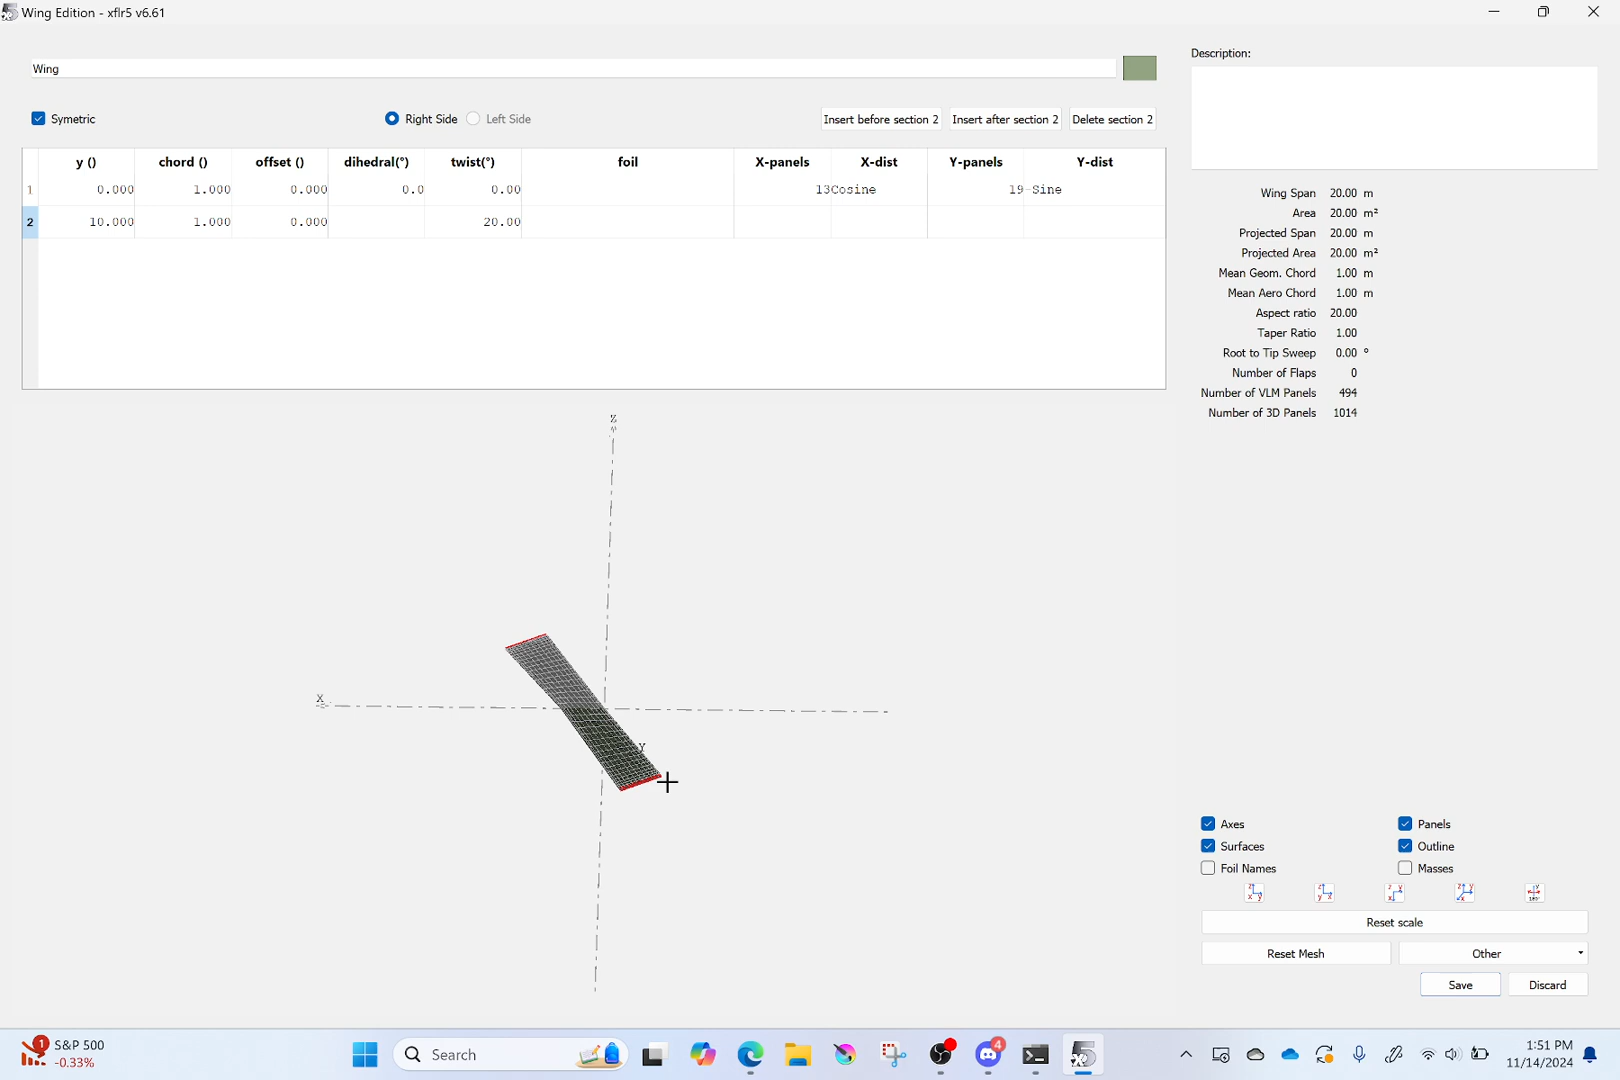 Wing Edition - xflr5 v6.61
Wing
Description:
Symetric
Right Side
Left Side
Insert before section 2
Insert after section 2
Delete section 2
y () chord () offset () dihedral(°) twist(°) foil X-panels X-dist Y-panels Y-dist
1 0.000 1.000 0.000 0.0 0.00 13 Cosine 19 -Sine
2 10.000 1.000 0.000 20.00
Wing Span 20.00 m
Area 20.00 m²
Projected Span 20.00 m
Projected Area 20.00 m²
Mean Geom. Chord 1.00 m
Mean Aero Chord 1.00 m
Aspect ratio 20.00
Taper Ratio 1.00
Root to Tip Sweep 0.00 °
Number of Flaps 0
Number of VLM Panels 494
Number of 3D Panels 1014
Z
X
y
Axes
Panels
Surfaces
Outline
Foil Names
Masses
Reset scale
Reset Mesh
Other
Save
Discard
1
S&P 500
-0.33%
Search
4
1:51 PM
11/14/2024